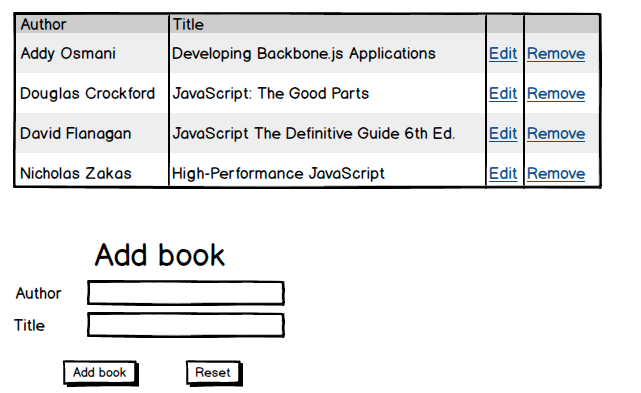 Author Title
Addy Osmani Developing Backbone.js Applications Edit Remove
Douglas Crockford JavaScript: The Good Parts Edit Remove
David Flanagan JavaScript The Definitive Guide 6th Ed. Edit Remove
Nicholas Zakas High-Performance JavaScript Edit Remove
Add book
Author
Title
Add book Reset